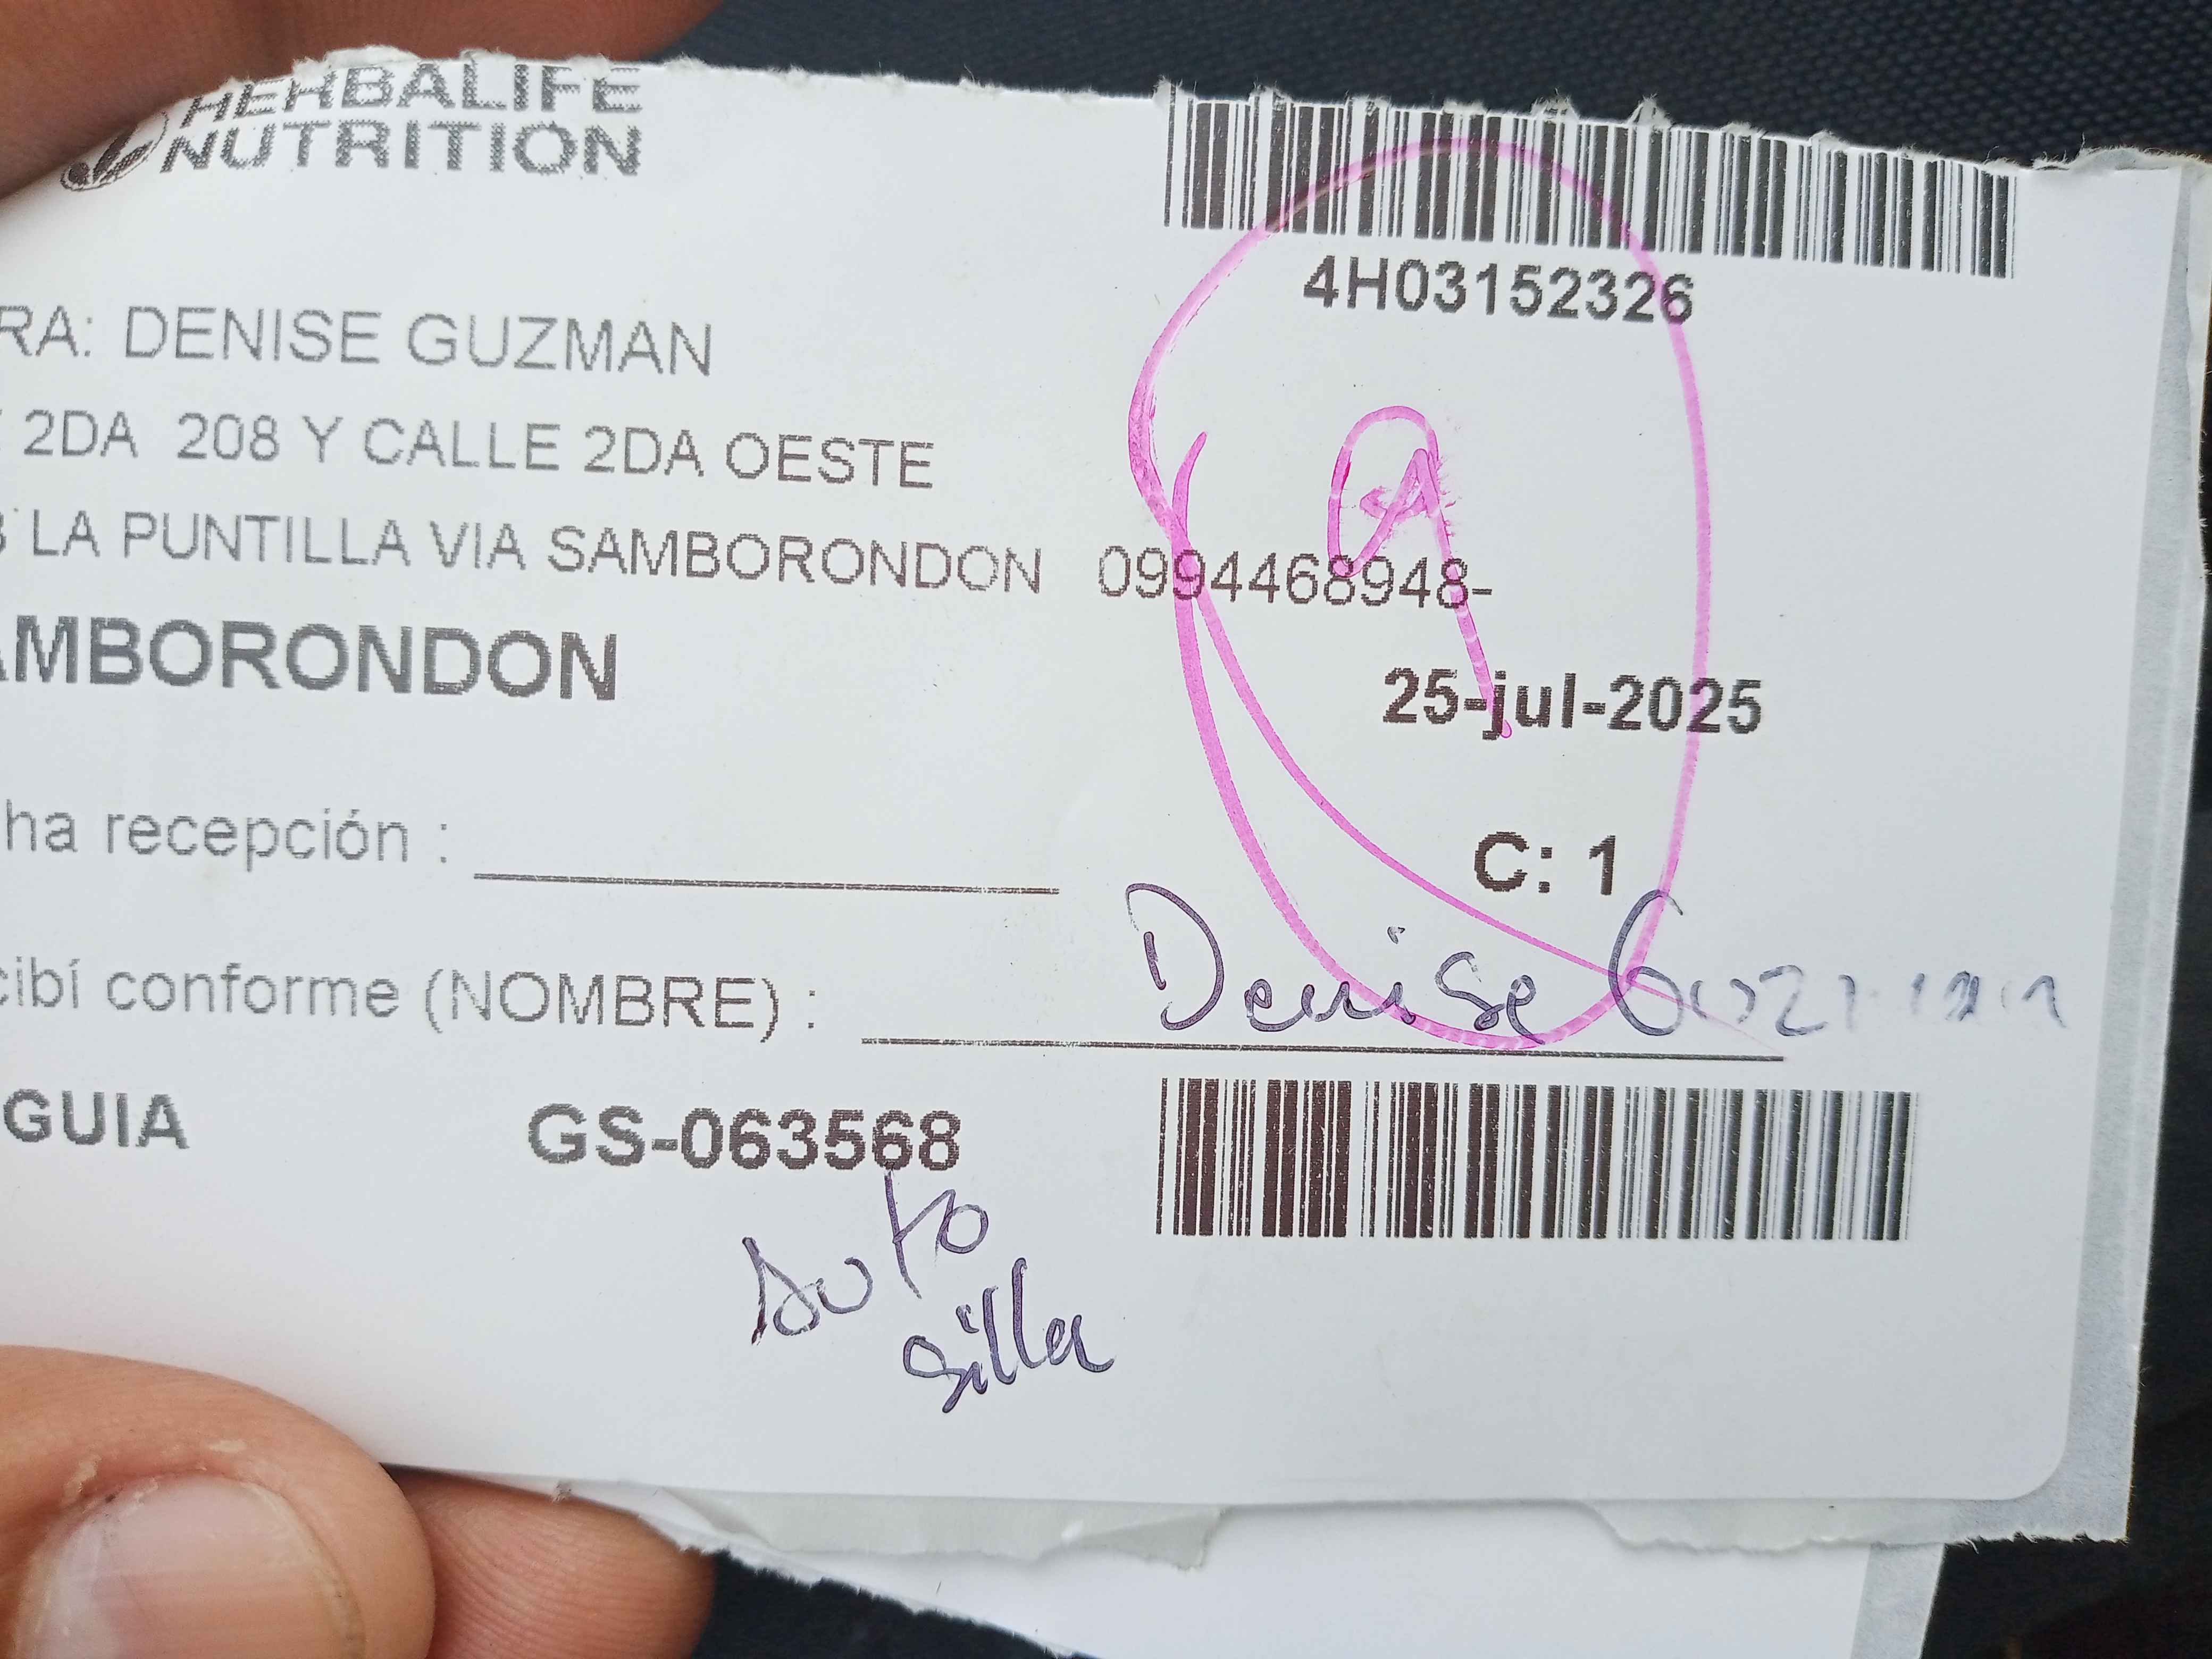 HERBALIFE
NUTRITION
4H03152326
RA: DENISE GUZMAN
2DA 208 Y CALLE 2DA OESTE
LA PUNTILLA VIA SAMBORONDON 0994468948-
AMBORONDON
25-jul-2025
C: 1
ha recepción :
cibí conforme (NOMBRE) : Denise Guzman
GUIA GS-063568
Auto
silla